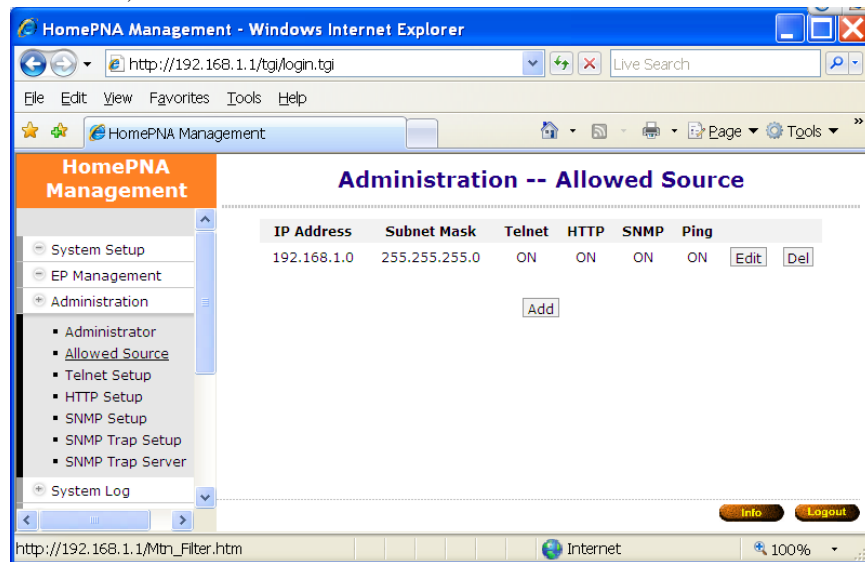 HomePNA Management - Windows Internet Explorer
http://192.168.1.1/tgi/login.tgi
Live Search
File Edit View Favorites Tools Help
HomePNA Management
Page Tools »
HomePNA
Management
Administration -- Allowed Source
IP Address Subnet Mask Telnet HTTP SNMP Ping
192.168.1.0 255.255.255.0 ON ON ON ON Edit Del
Add
System Setup
EP Management
Administration
Administrator
Allowed Source
Telnet Setup
HTTP Setup
SNMP Setup
SNMP Trap Setup
SNMP Trap Server
System Log
Info Logout
http://192.168.1.1/Mtn_Filter.htm Internet 100%